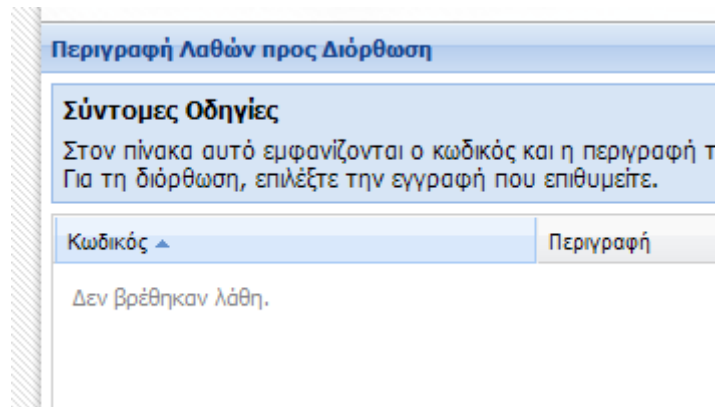 Περιγραφή Λαθών προς Διόρθωση
Σύντομες Οδηγίες
Στον πίνακα αυτό εμφανίζονται ο κωδικός και η περιγραφή
Για τη διόρθωση, επιλέξτε την εγγραφή που επιθυμείτε.
Κωδικός Περιγραφή
Δεν βρέθηκαν λάθη.